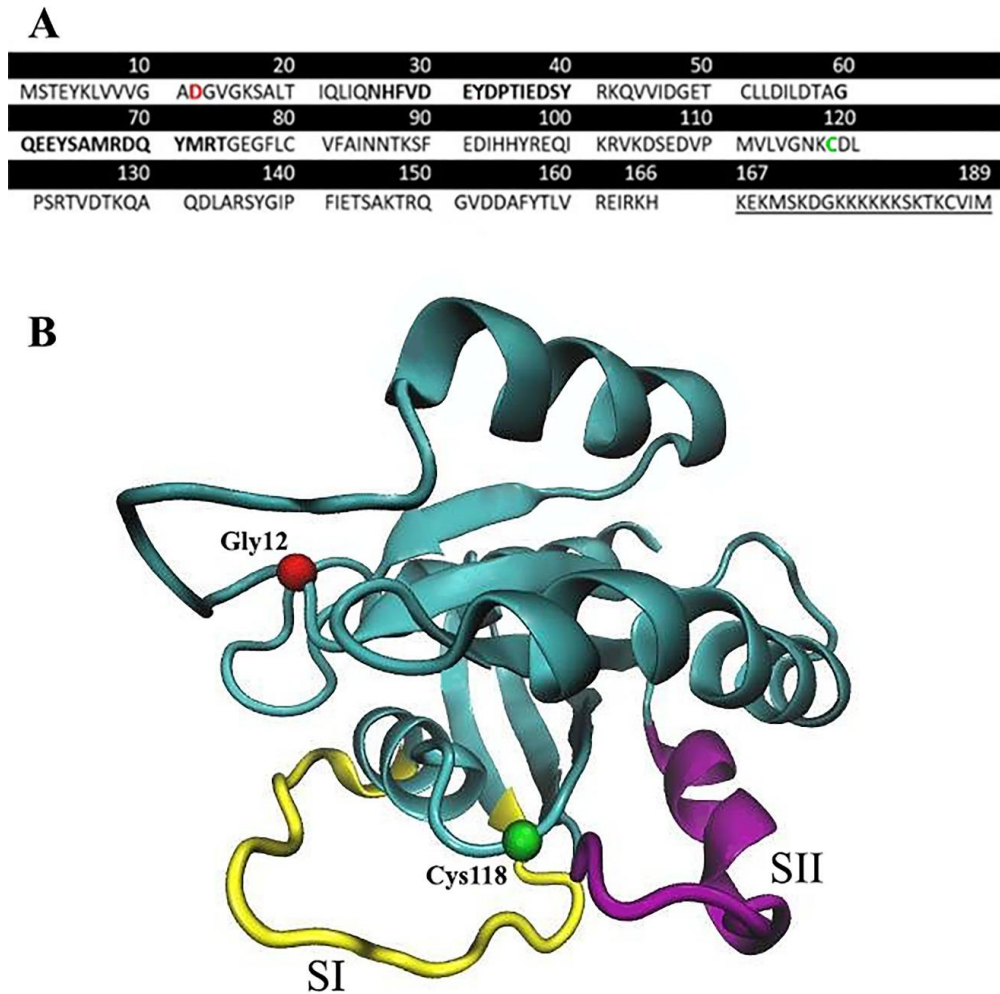 A
10 20 30 40 50 60
MSTEYKLVVVG ADGVGKSALT IQLIQNHFVD EYDPTIEDSY RKQVVIDGET CLLDILDTAG
70 80 90 100 110 120
QEEYSAMRDQ YMRTGEGFLC VFAINNTKSF EDIHHYREQI KRVKDSEDVP MVLVGNKCDL
130 140 150 160 166 167 189
PSRTVDTKQA QDLARSYGIP FIETSAKTRQ GVDDAFYTLV REIRKH KEKMSKDGKKKKKKSKTKCVIM
B
Gly12
Cys118
SII
SI